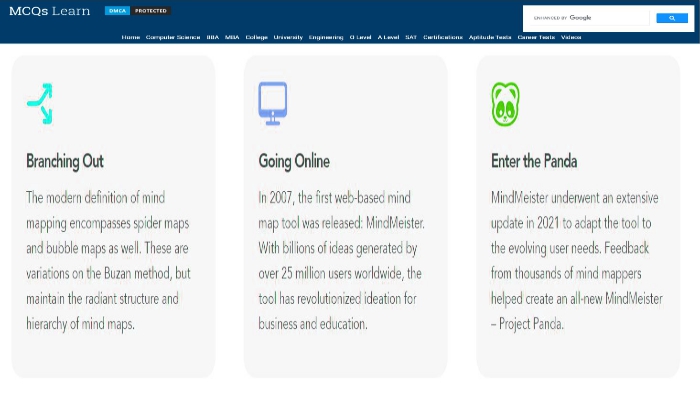 MCQs Learn
DMCA PROTECTED
ENHANCED BY Google
Home Computer Science BBA MBA College University Engineering O Level A Level SAT Certifications Aptitude Tests Career Tests Videos
Branching Out
The modern definition of mind
mapping encompasses spider maps
and bubble maps as well. These are
variations on the Buzan method, but
maintain the radiant structure and
hierarchy of mind maps.
Going Online
In 2007, the first web-based mind
map tool was released: MindMeister.
With billions of ideas generated by
over 25 million users worldwide, the
tool has revolutionized ideation for
business and education.
Enter the Panda
MindMeister underwent an extensive
update in 2021 to adapt the tool to
the evolving user needs. Feedback
from thousands of mind mappers
helped create an all-new MindMeister
– Project Panda.